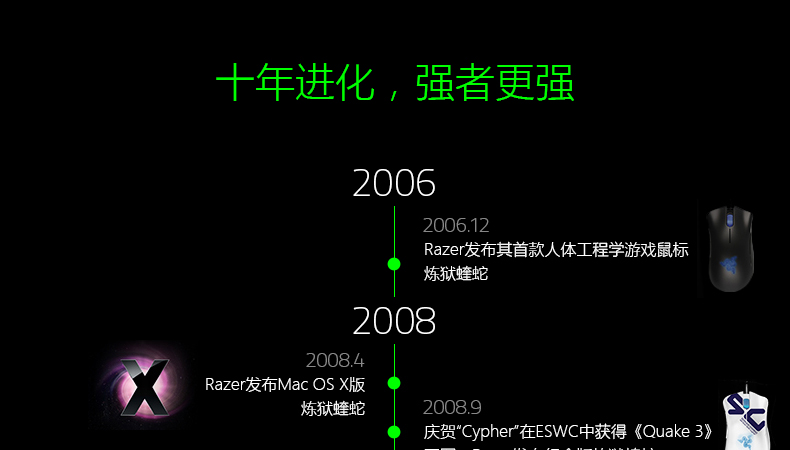 十年进化，强者更强
2006
2006.12
Razer发布其首款人体工程学游戏鼠标
炼狱蝰蛇
2008
2008.4
Razer发布Mac OS X版
炼狱蝰蛇
2008.9
庆贺“Cypher”在ESWC中获得《Quake 3》